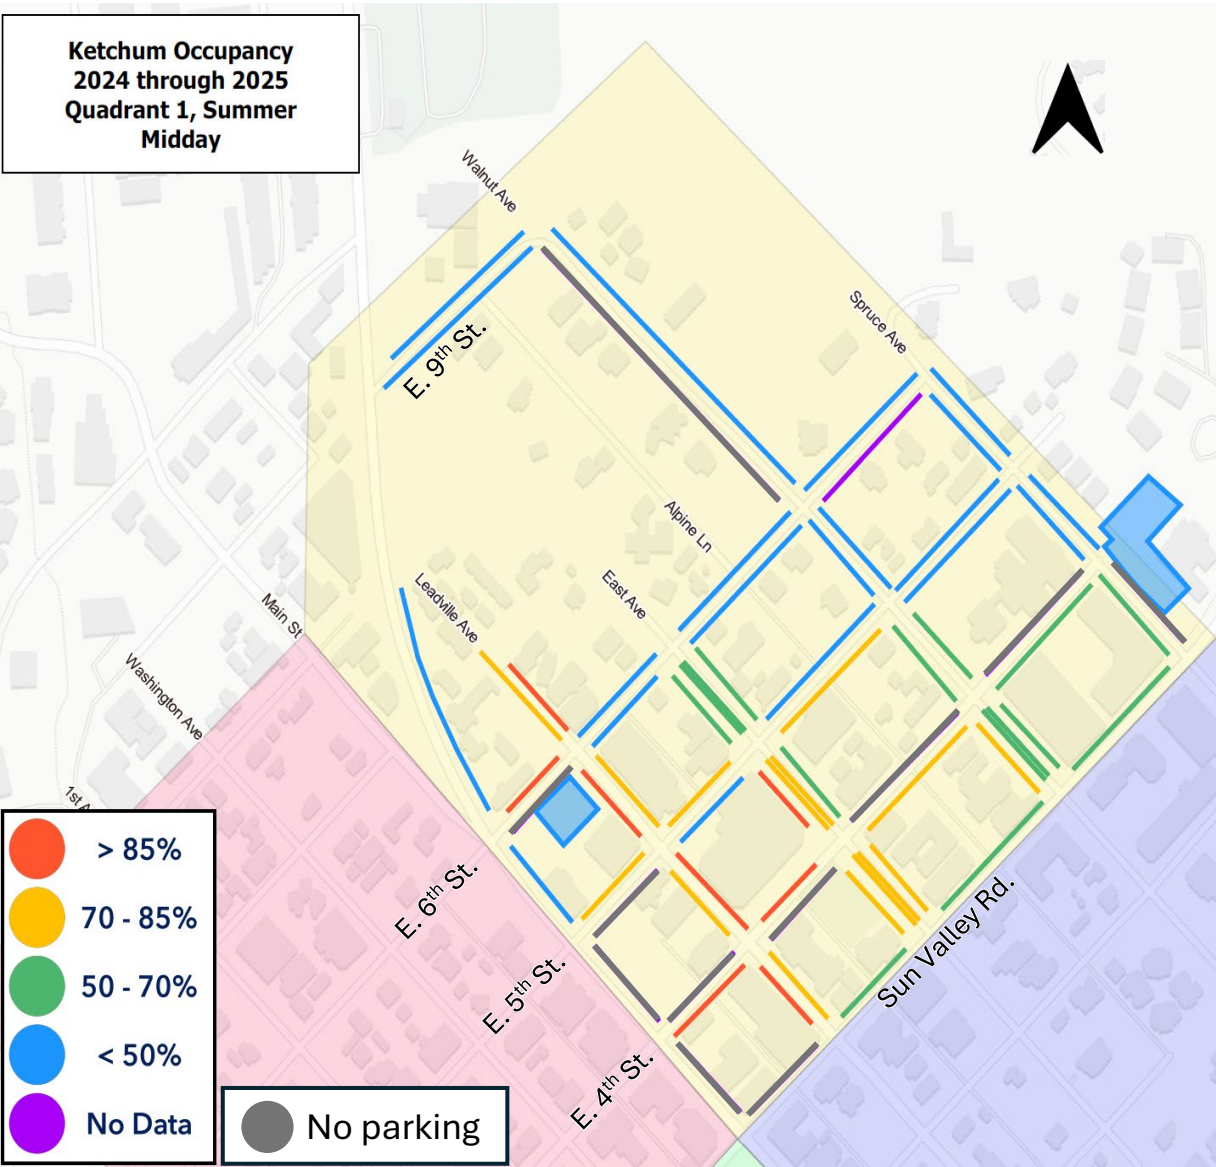 Ketchum Occupancy
2024 through 2025
Quadrant 1, Summer
Midday
Walnut Ave
Spruce Ave
E. 9th St.
Alpine Ln
East Ave
Leadville Ave
Main St
Washington Ave
1st A
E. 6th St.
E. 5th St.
E. 4th St.
Sun Valley Rd.
> 85%
70 - 85%
50 - 70%
< 50%
No Data
No parking